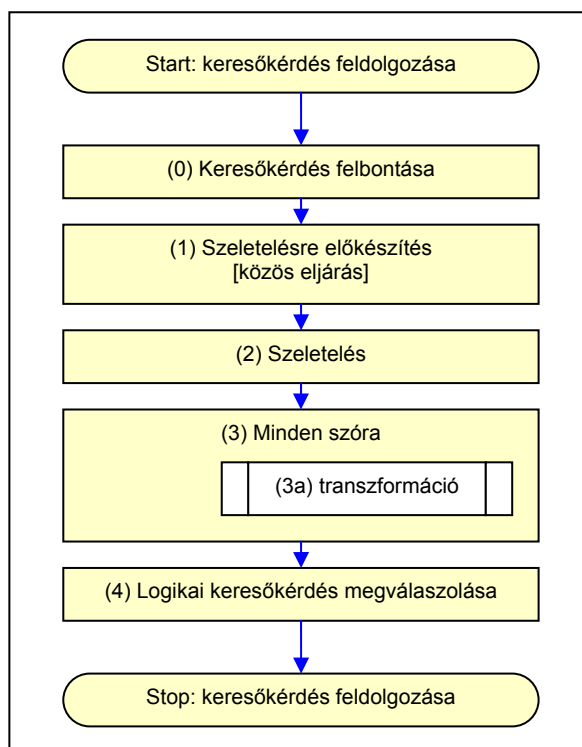 Start: keresőkérdés feldolgozása
(0) Keresőkérdés felbontása
(1) Szeletelésre előkészítés
[közös eljárás]
(2) Szeletelés
(3) Minden szóra
(3a) transzformáció
(4) Logikai keresőkérdés megválaszolása
Stop: keresőkérdés feldolgozása